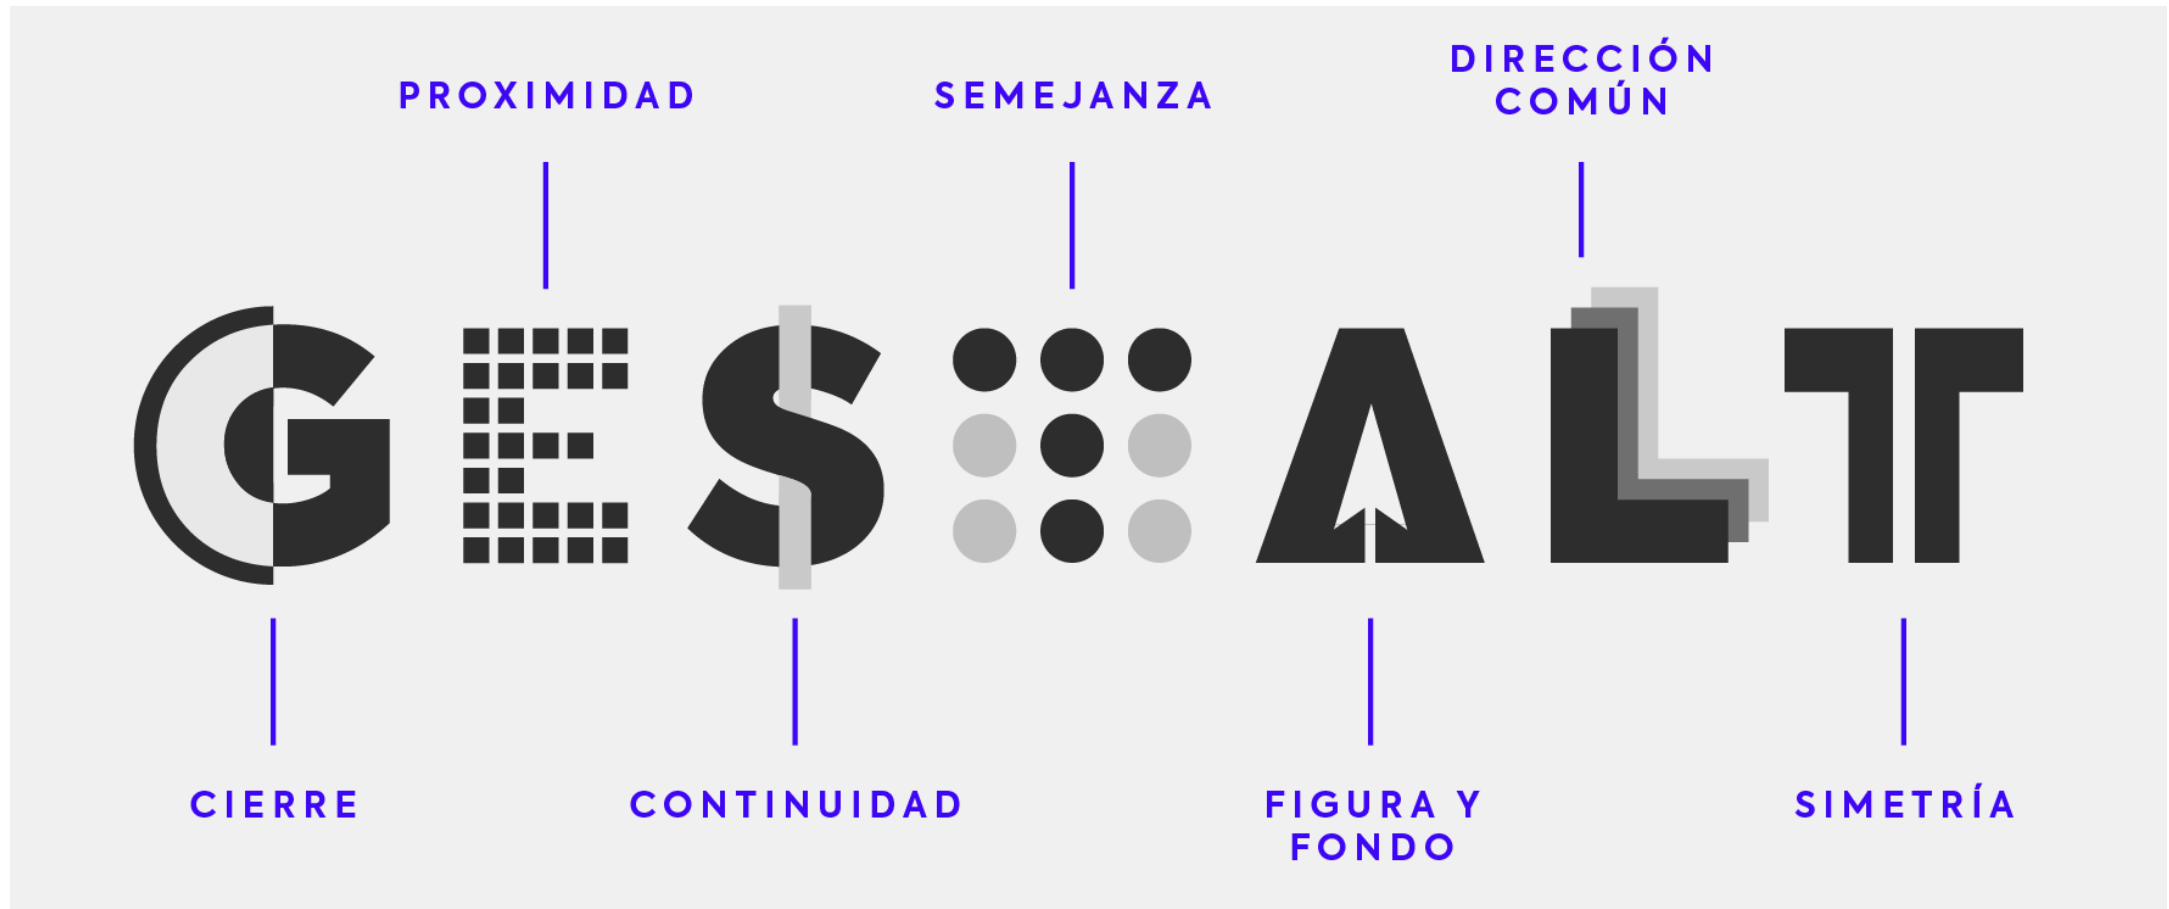 DIRECCIÓN
COMÚN
PROXIMIDAD
SEMEJANZA
GESTALT
CIERRE
CONTINUIDAD
FIGURA Y
FONDO
SIMETRÍA